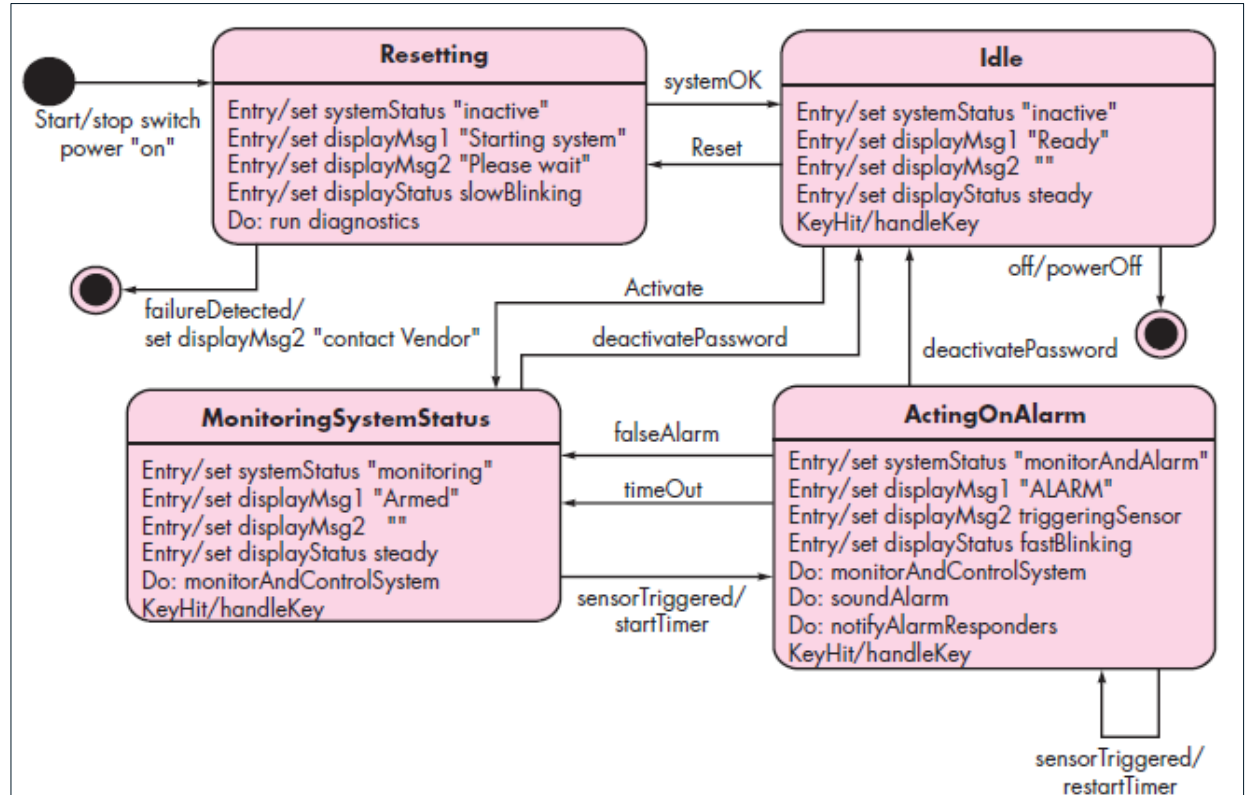 Resetting
Entry/set systemStatus "inactive"
Entry/set displayMsg1 "Starting system"
Entry/set displayMsg2 "Please wait"
Entry/set displayStatus slowBlinking
Do: run diagnostics
Start/stop switch
power "on"
systemOK
Reset
Idle
Entry/set systemStatus "inactive"
Entry/set displayMsg1 "Ready"
Entry/set displayMsg2 ""
Entry/set displayStatus steady
KeyHit/handleKey
failureDetected/
set displayMsg2 "contact Vendor"
Activate
deactivatePassword
off/powerOff
deactivatePassword
MonitoringSystemStatus
Entry/set systemStatus "monitoring"
Entry/set displayMsg1 "Armed"
Entry/set displayMsg2 ""
Entry/set displayStatus steady
Do: monitorAndControlSystem
KeyHit/handleKey
falseAlarm
timeOut
sensorTriggered/
startTimer
ActingOnAlarm
Entry/set systemStatus "monitorAndAlarm"
Entry/set displayMsg1 "ALARM"
Entry/set displayMsg2 triggeringSensor
Entry/set displayStatus fastBlinking
Do: monitorAndControlSystem
Do: soundAlarm
Do: notifyAlarmResponders
KeyHit/handleKey
sensorTriggered/
restartTimer